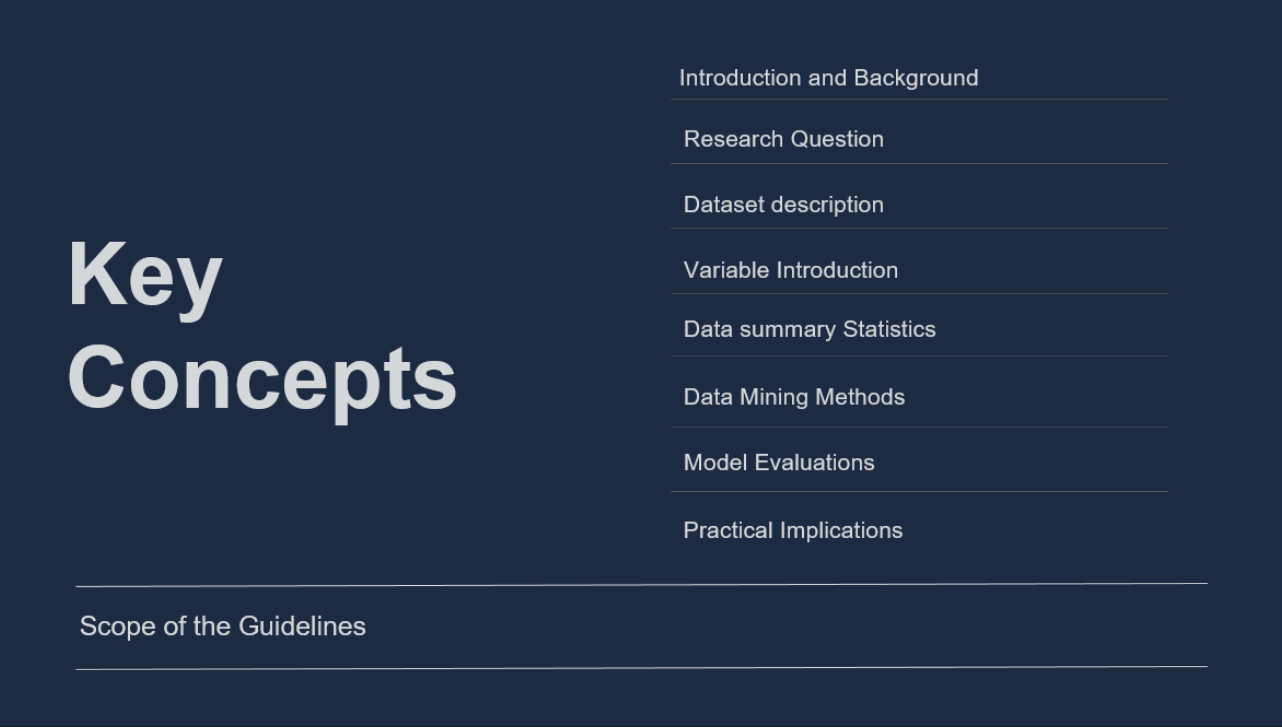 Key
Concepts
Introduction and Background
Research Question
Dataset description
Variable Introduction
Data summary Statistics
Data Mining Methods
Model Evaluations
Practical Implications
Scope of the Guidelines